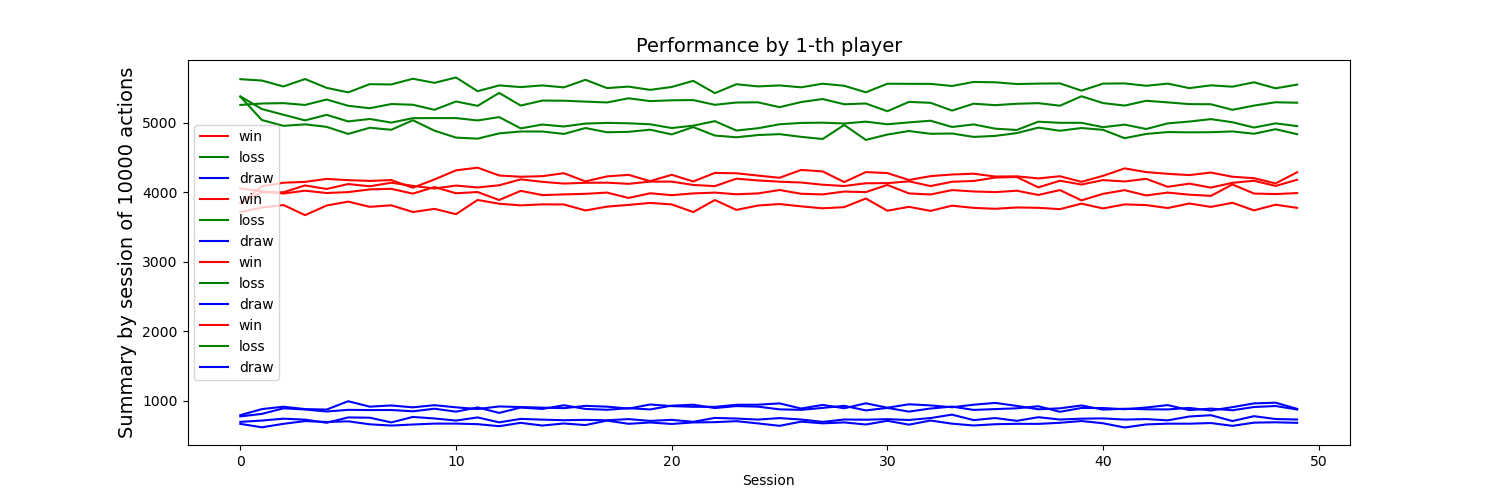 Performance by 1-th player
Summary by session of 10000 actions
5000
4000
3000
2000
1000
win
loss
draw
win
loss
draw
win
loss
draw
win
loss
draw
0
10
20
30
40
50
Session